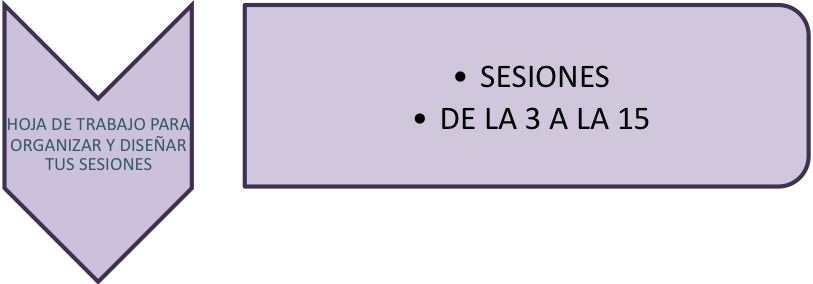 HOJA DE TRABAJO PARA
ORGANIZAR Y DISEÑAR
TUS SESIONES
• SESIONES
• DE LA 3 A LA 15